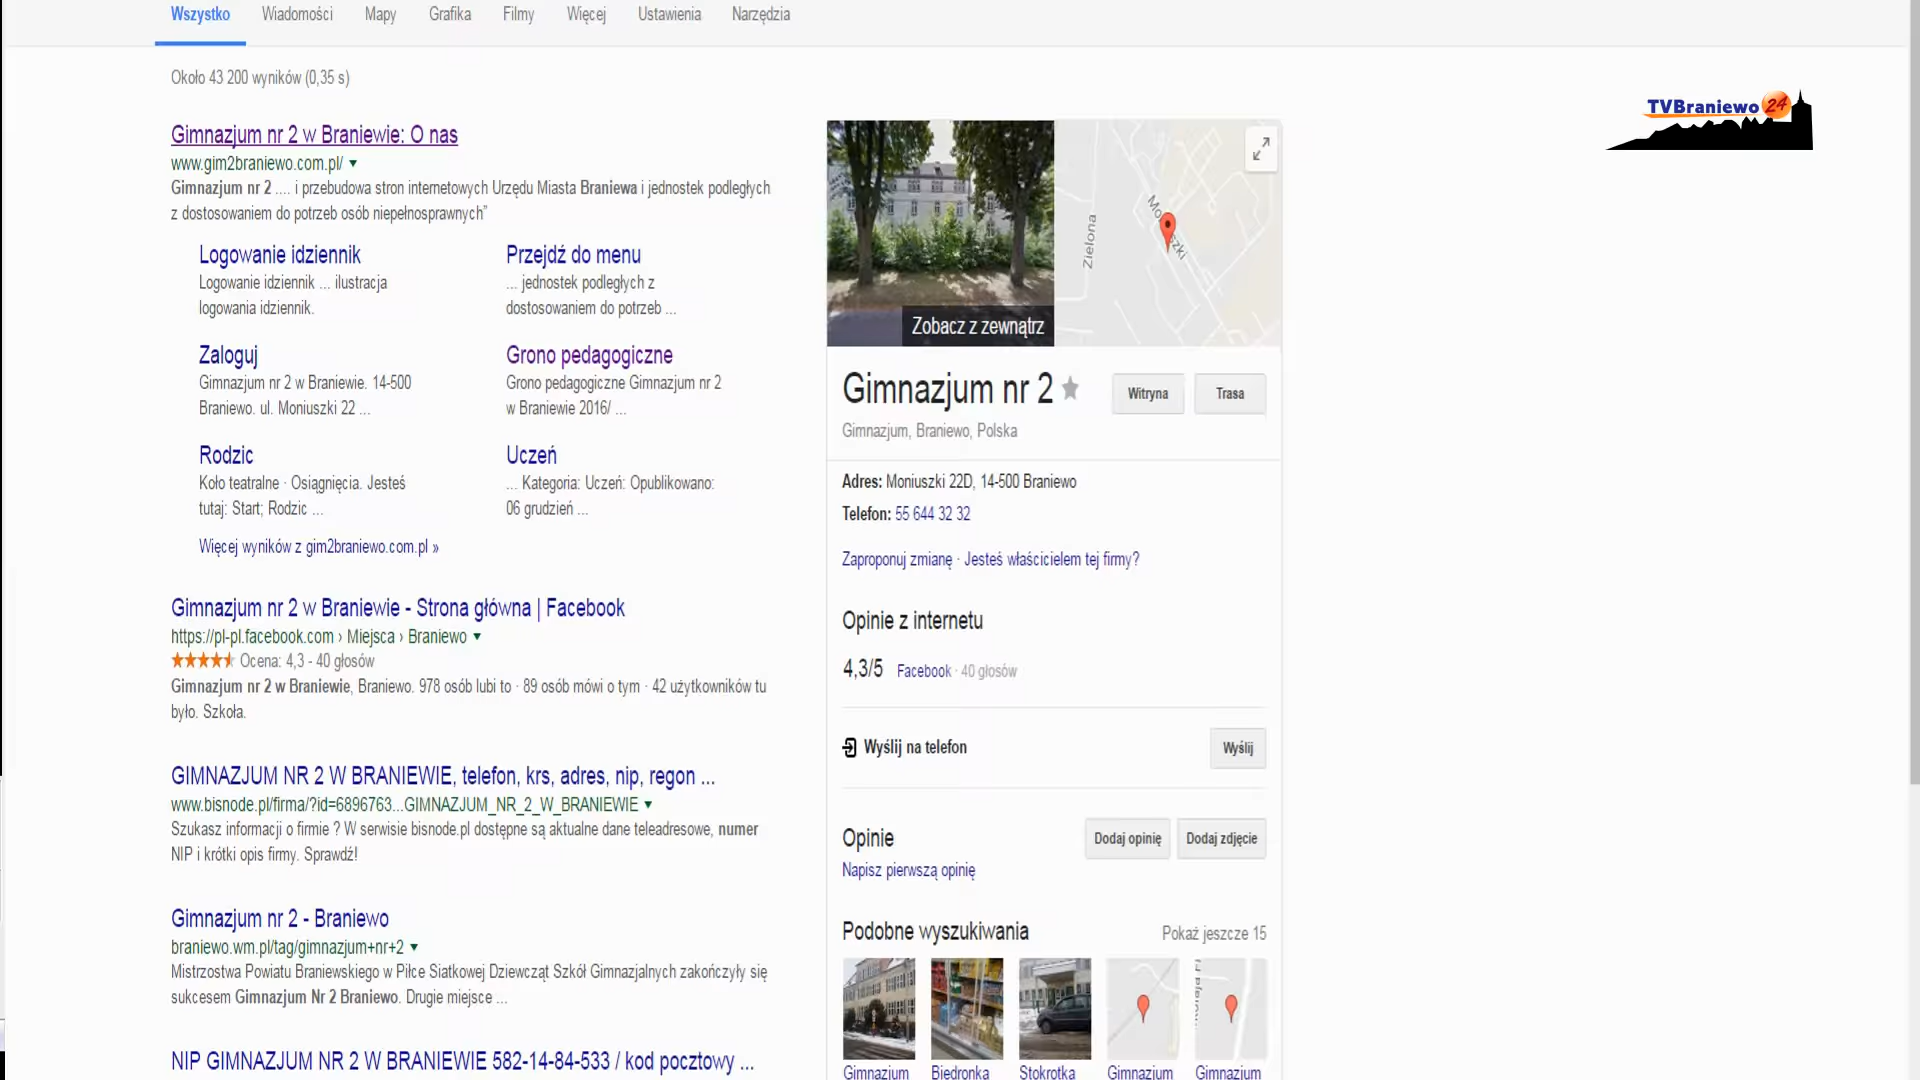 Wszystko Wiadomości Mapy Grafika Filmy Więcej Ustawienia Narzędzia
Około 43 200 wyników (0,35 s)
TVBraniewo 24
Gimnazjum nr 2 w Braniewie: O nas
www.gim2braniewo.com.pl/
Gimnazjum nr 2 .... i przebudowa stron internetowych Urzędu Miasta Braniewa i jednostek podległych
z dostosowaniem do potrzeb osób niepełnosprawnych”
Logowanie idziennik
Logowanie idziennik ... ilustracja
logowania idziennik.
Przejdź do menu
... jednostek podległych z
dostosowaniem do potrzeb ...
Zaloguj
Gimnazjum nr 2 w Braniewie. 14-500
Braniewo. ul. Moniuszki 22 ...
Grono pedagogiczne
Grono pedagogiczne Gimnazjum nr 2
w Braniewie 2016/ ...
Rodzic
Koło teatralne · Osiągnięcia. Jesteś
tutaj: Start; Rodzic ...
Uczeń
... Kategoria: Uczeń: Opublikowano:
06 grudzień ...
Więcej wyników z gim2braniewo.com.pl »
Gimnazjum nr 2 w Braniewie - Strona główna | Facebook
https://pl-pl.facebook.com › Miejsca › Braniewo
Ocena: 4,3 - 40 głosów
Gimnazjum nr 2 w Braniewie, Braniewo. 978 osób lubi to · 89 osób mówi o tym · 42 użytkowników tu
było. Szkoła.
GIMNAZJUM NR 2 W BRANIEWIE, telefon, krs, adres, nip, regon ...
www.bisnode.pl/firma/?id=6896763...GIMNAZJUM_NR_2_W_BRANIEWIE
Szukasz informacji o firmie ? W serwisie bisnode.pl dostępne są aktualne dane teleadresowe, numer
NIP i krótki opis firmy. Sprawdź!
Gimnazjum nr 2 - Braniewo
braniewo.wm.pl/tag/gimnazjum+nr+2
Mistrzostwa Powiatu Braniewskiego w Piłce Siatkowej Dziewcząt Szkół Gimnazjalnych zakończyły się
sukcesem Gimnazjum Nr 2 Braniewo. Drugie miejsce ...
NIP GIMNAZJUM NR 2 W BRANIEWIE 582-14-84-533 / kod pocztowy ...
Zobacz z zewnątrz
Zielona
Gimnazjum nr 2
Witryna
Trasa
Gimnazjum, Braniewo, Polska
Adres: Moniuszki 22D, 14-500 Braniewo
Telefon: 55 644 32 32
Zaproponuj zmianę · Jesteś właścicielem tej firmy?
Opinie z internetu
4,3/5 Facebook · 40 głosów
Wyślij na telefon
Wyślij
Opinie
Dodaj opinię
Dodaj zdjęcie
Napisz pierwszą opinię
Podobne wyszukiwania
Pokaż jeszcze 15
Gimnazjum Biedronka Stokrotka Gimnazjum Gimnazjum